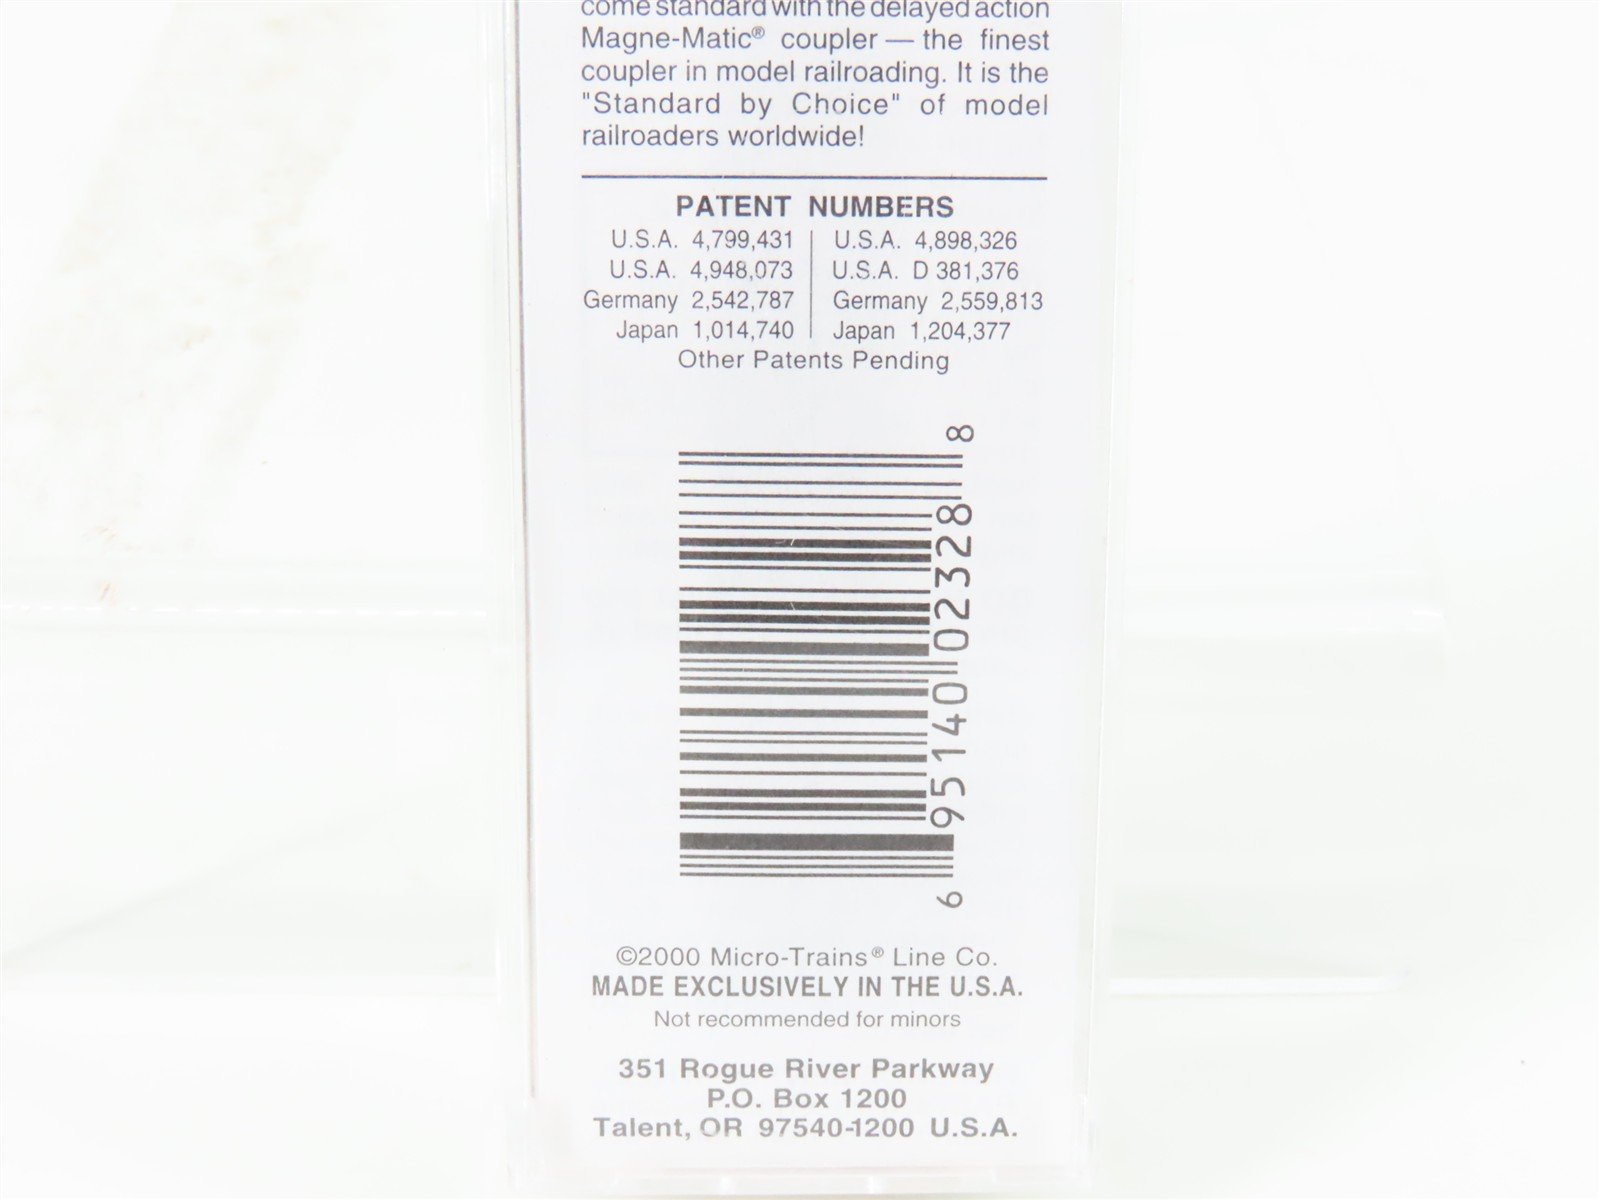 come standard with the delayed action
Magne-Matic® coupler — the finest
coupler in model railroading. It is the
"Standard by Choice" of model
railroaders worldwide!
PATENT NUMBERS
U.S.A. 4,799,431 | U.S.A. 4,898,326
U.S.A. 4,948,073 | U.S.A. D 381,376
Germany 2,542,787 | Germany 2,559,813
Japan 1,014,740 | Japan 1,204,377
Other Patents Pending
6 95140 02328 8
©2000 Micro-Trains® Line Co.
MADE EXCLUSIVELY IN THE U.S.A.
Not recommended for minors
351 Rogue River Parkway
P.O. Box 1200
Talent, OR 97540-1200 U.S.A.